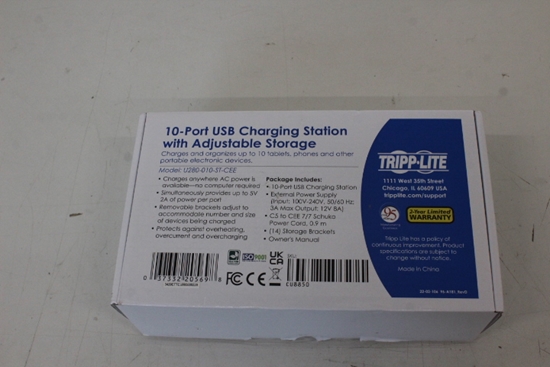 10-Port USB Charging Station
with Adjustable Storage
Charges and organizes up to 10 tablets, phones and other
portable electronic devices.
Model: U280-010-ST-CEE
• Charges anywhere AC power is
available—no computer required
• Simultaneously provides up to 5V
2A of power per port
• Removable brackets adjust to
accommodate number and size
of devices being charged
• Protects against overheating,
overcurrent and overcharging
Package Includes:
• 10-Port USB Charging Station
• External Power Supply
(Input: 100V-240V, 50/60 Hz,
3A Max Output: 12V 8A)
• C5 to CEE 7/7 Schuko
Power Cord, 0.9 m
• (14) Storage Brackets
• Owner's Manual
TRIPP·LITE
1111 West 35th Street
Chicago, IL 60609 USA
tripplite.com/support
2-Year Limited
WARRANTY
Tripp Lite has a policy of
continuous improvement. Product
specifications are subject to
change without notice.
Made in China
ISO 9001
FC CE
UK
CA